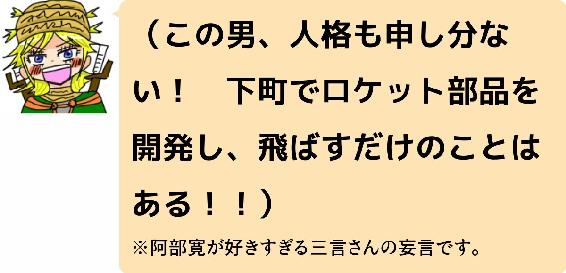 （この男、人格も申し分な
い！　下町でロケット部品を
開発し、飛ばすだけのことは
ある！！）
※阿部寛が好きすぎる三言さんの妄言です。